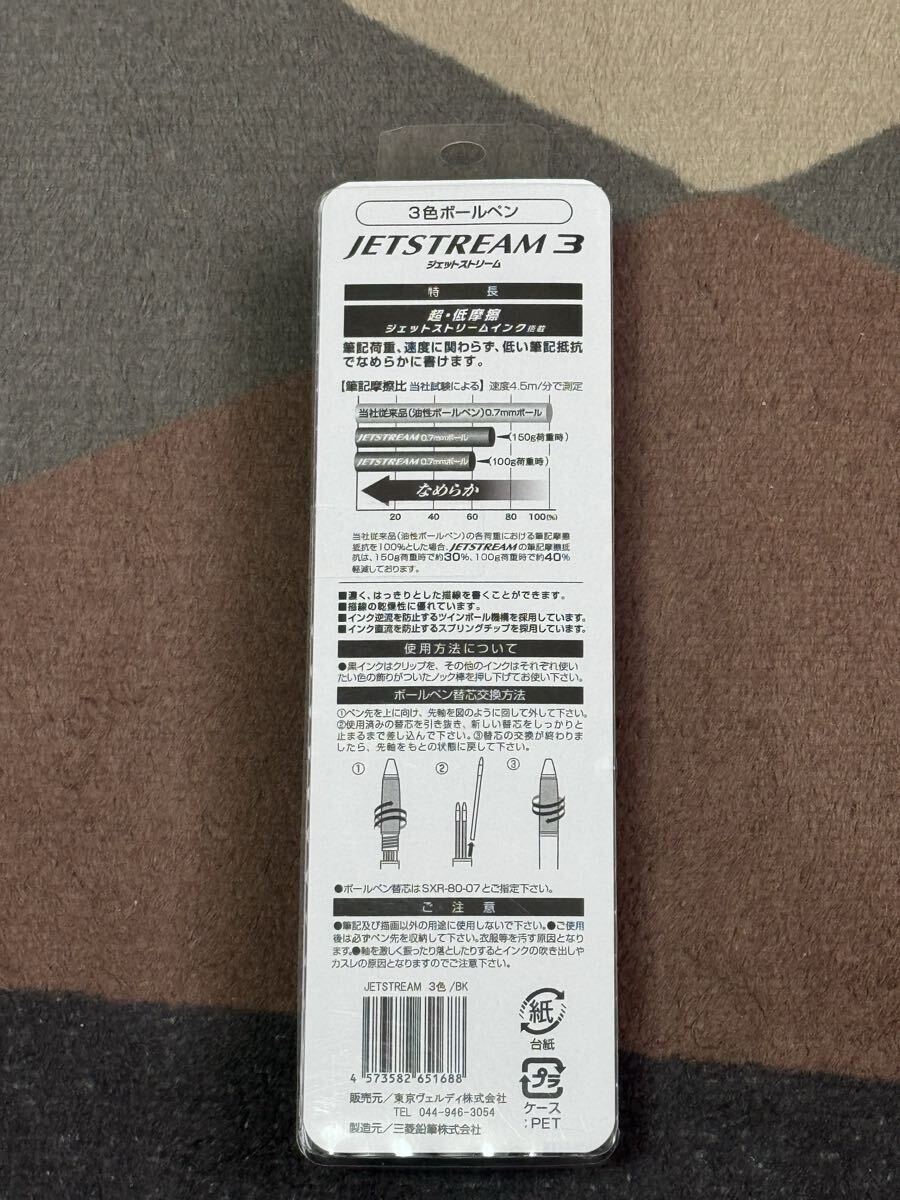 3色ボールペン
JETSTREAM 3
ジェットストリーム
特　長
超・低摩擦
ジェットストリームインク搭載
筆記荷重、速度に関わらず、低い筆記抵抗
でなめらかに書けます。
【筆記摩擦比 当社試験による】速度4.5m/分で測定
当社従来品(油性ボールペン)0.7mmボール
JETSTREAM 0.7mmボール (150g荷重時)
JETSTREAM 0.7mmボール (100g荷重時)
なめらか
20 40 60 80 100(%)
当社従来品(油性ボールペン)の各荷重における筆記摩擦
抵抗を100%とした場合、JETSTREAMの筆記摩擦抵
抗は、150g荷重時で約30%、100g荷重時で約40%
軽減しております。
■濃く、はっきりとした描線を書くことができます。
■描線の乾燥性に優れています。
■インク逆流を防止するツインボール機構を採用しています。
■インク直流を防止するスプリングチップを採用しています。
使用方法について
●黒インクはクリップを、その他のインクはそれぞれ使い
たい色の飾りがついたノック棒を押し下げてお使い下さい。
ボールペン替芯交換方法
①ペン先を上に向け、先軸を図のように回して外して下さい。
②使用済みの替芯を引き抜き、新しい替芯をしっかりと
止まるまで差し込んで下さい。③替芯の交換が終わりま
したら、先軸をもとの状態に戻して下さい。
① ② ③
●ボールペン替芯はSXR-80-07とご指定下さい。
ご 注 意
●筆記及び描画以外の用途に使用しないで下さい。●ご使用
後は必ずペン先を収納して下さい。衣服等を汚す原因となり
ます。●軸を激しく振ったり落としたりするとインクの吹き出しや
カスレの原因となりますのでご注意下さい。
JETSTREAM 3色/BK
4 573582 651688
紙
台紙
プラ
ケース
:PET
販売元/東京ヴェルディ株式会社
TEL 044-946-3054
製造元/三菱鉛筆株式会社